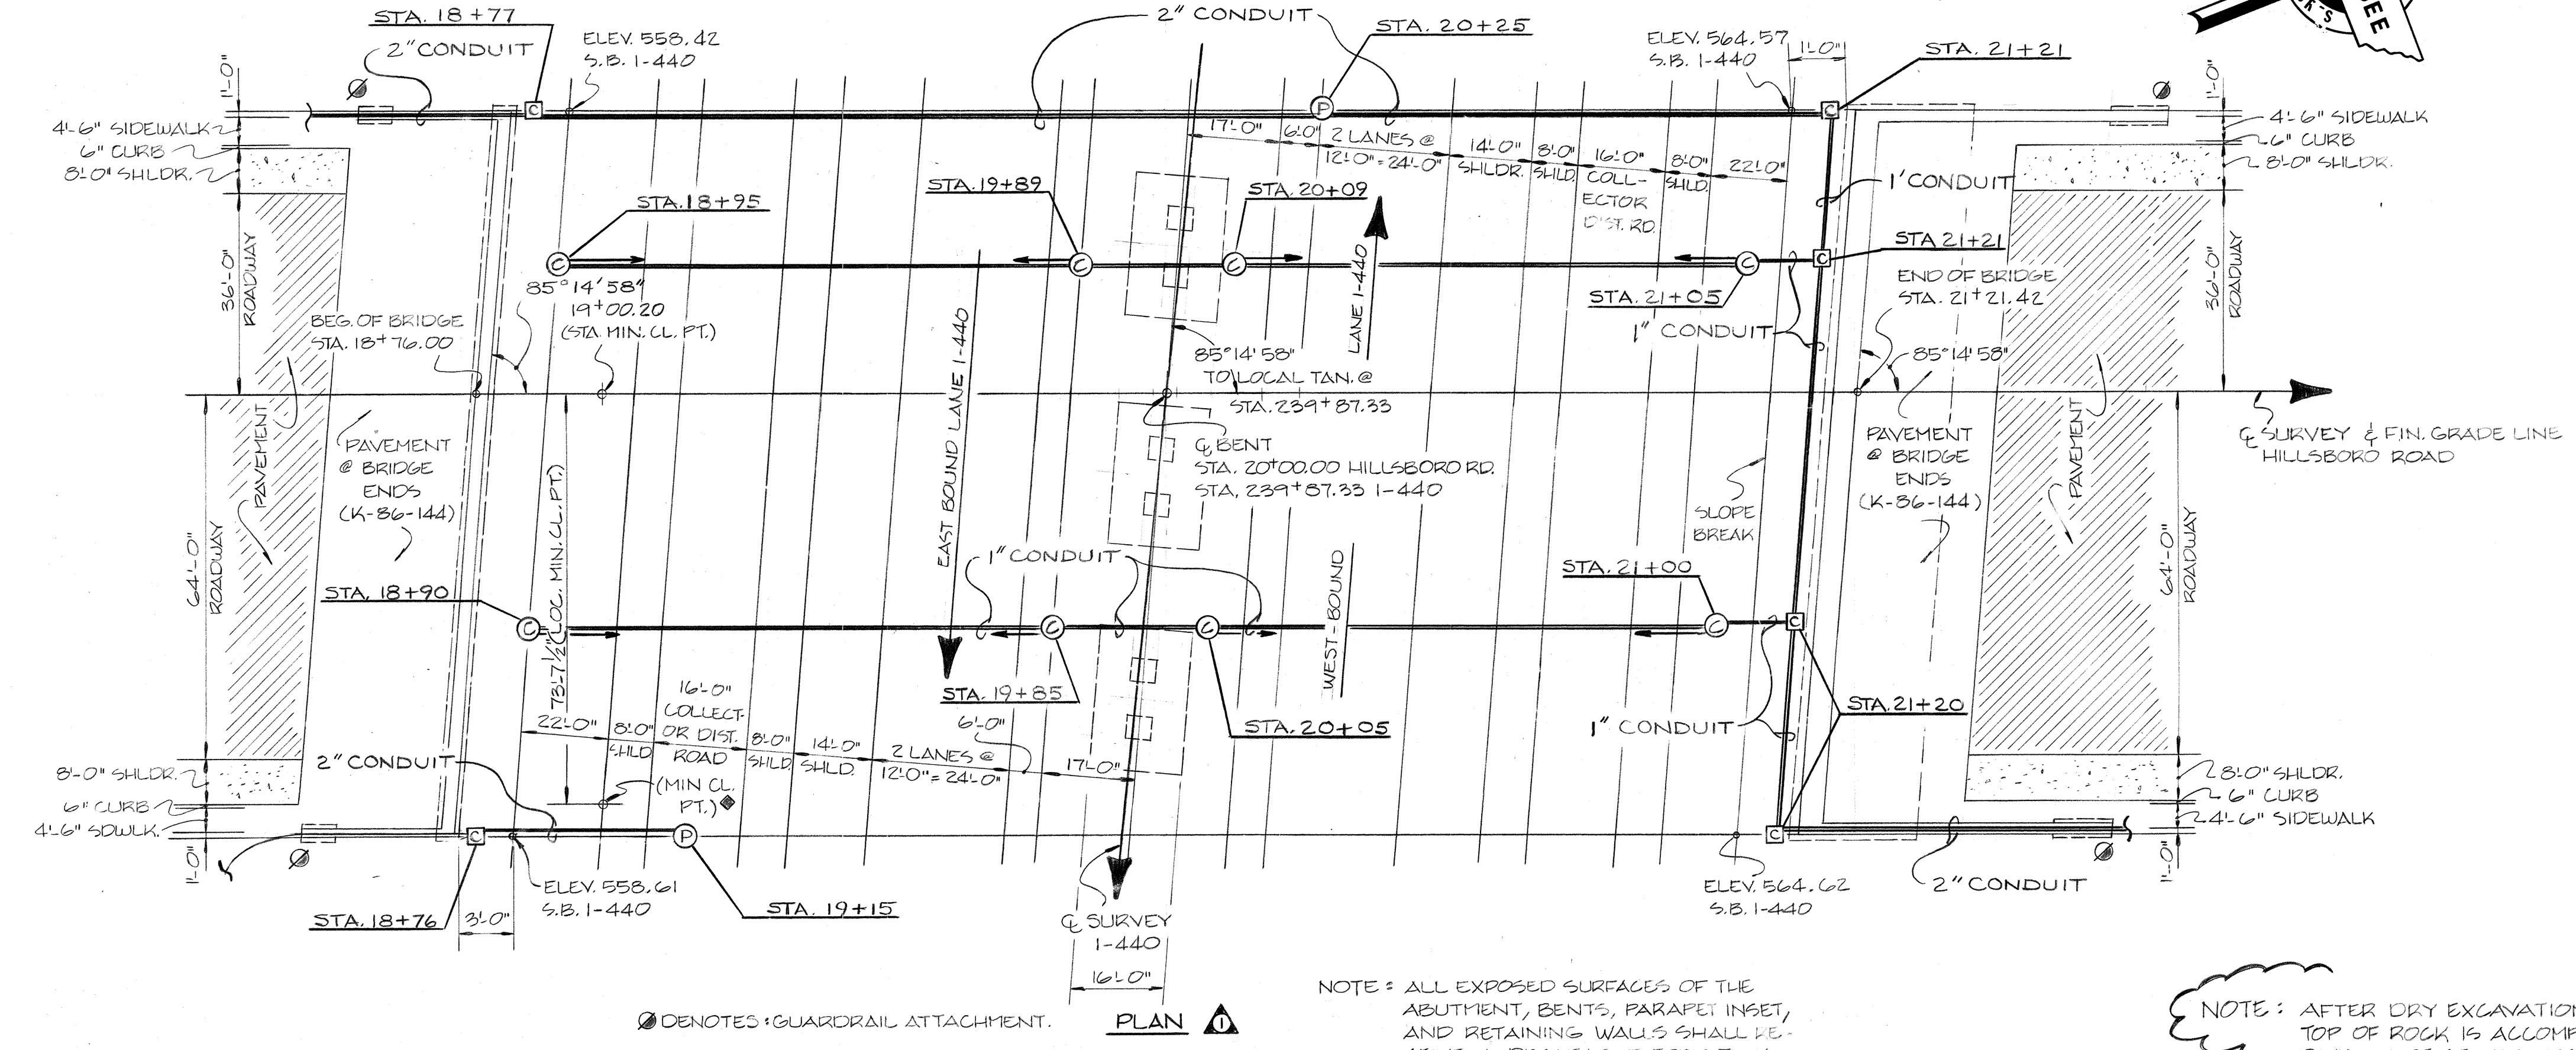 STA. 18+77
2" CONDUIT
ELEV. 558.42
S.B. I-440
2" CONDUIT
STA. 20+25
ELEV. 564.57
S.B. I-440
1'-0"
STA. 21+21
1'-0"
4'-6" SIDEWALK
6" CURB
8'-0" SHLDR.
36'-0"
ROADWAY
C
P
C
17'-0"
6'-0"
2 LANES @
12'-0" = 24'-0"
14'-0"
SHLDR.
8'-0"
SHLD.
16'-0"
COLL-
ECTOR
DIST. RD.
8'-0"
SHLD.
22'-0"
1'-0"
4'-6" SIDEWALK
6" CURB
8'-0" SHLDR.
1' CONDUIT
STA. 18+95
STA. 19+89
STA. 20+09
C
C
C
C
C
STA 21+21
STA. 21+05
1" CONDUIT
END OF BRIDGE
STA. 21+21.42
36'-0"
ROADWAY
85°14'58"
19+00.20
(STA. MIN. CL. PT.)
BEG. OF BRIDGE
STA. 18+76.00
EAST BOUND LANE I-440
LANE I-440
85°14'58"
TO LOCAL TAN. @
STA. 239+87.33
85°14'58"
PAVEMENT
PAVEMENT
@ BRIDGE
ENDS
(K-86-144)
℄ BENT
STA. 20+00.00 HILLSBORO RD.
STA. 239+87.33 I-440
PAVEMENT
@ BRIDGE
ENDS
(K-86-144)
PAVEMENT
℄ SURVEY & FIN. GRADE LINE
HILLSBORO ROAD
SLOPE
BREAK
64'-0"
ROADWAY
73'-7 1/2" (LOC. MIN. CL. PT.)
1" CONDUIT
WEST-BOUND
STA. 21+00
64'-0"
ROADWAY
STA. 18+90
C
C
C
C
C
STA. 19+85
STA. 20+05
STA. 21+20
1" CONDUIT
22'-0"
8'-0"
SHLD
16'-0"
COLLECT-
OR DIST.
ROAD
8'-0"
SHLD.
14'-0"
SHLD.
2 LANES @
12'-0" = 24'-0"
6'-0"
17'-0"
2" CONDUIT
(MIN CL.
PT.)
8'-0" SHLDR.
6" CURB
4'-6" SDWLK.
1'-0"
C
P
C
8'-0" SHLDR.
6" CURB
4'-6" SIDEWALK
1'-0"
ELEV. 558.61
S.B. I-440
STA. 18+76
3'-0"
STA. 19+15
℄ SURVEY
I-440
16'-0"
ELEV. 564.62
S.B. I-440
2" CONDUIT
DENOTES: GUARDRAIL ATTACHMENT.
PLAN 1
NOTE: ALL EXPOSED SURFACES OF THE
ABUTMENT, BENTS, PARAPET INSET,
AND RETAINING WALLS SHALL RE-
NOTE: AFTER DRY EXCAVATION
TOP OF ROCK IS